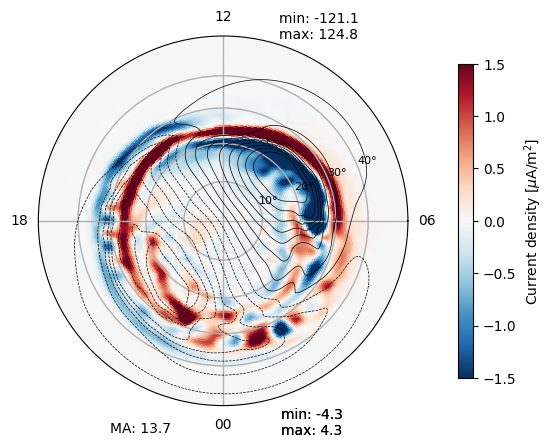 12
min: -121.1
max: 124.8
18
06
10°
20°
30°
40°
00
MA: 13.7
min: -4.3
max: 4.3
1.5
1.0
0.5
0.0
−0.5
−1.0
−1.5
Current density [μA/m²]